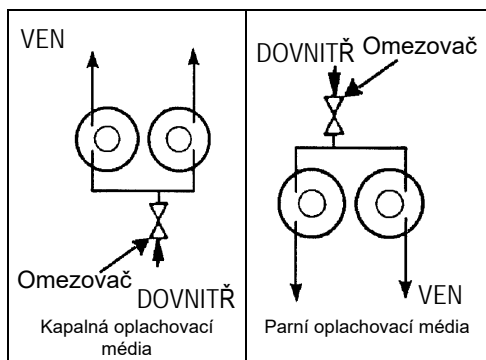 VEN
Omezovač
DOVNITŘ
Kapalná oplachovací
média
DOVNITŘ
Omezovač
VEN
Parní oplachovací média